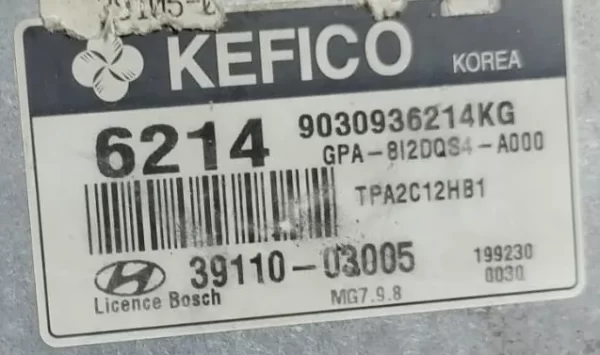 KEFICO KOREA
6214 9030936214KG
GPA-8I2DQS4-A000
TPA2C12HB1
39110-03005 199230
Licence Bosch MG7.9.8 0030